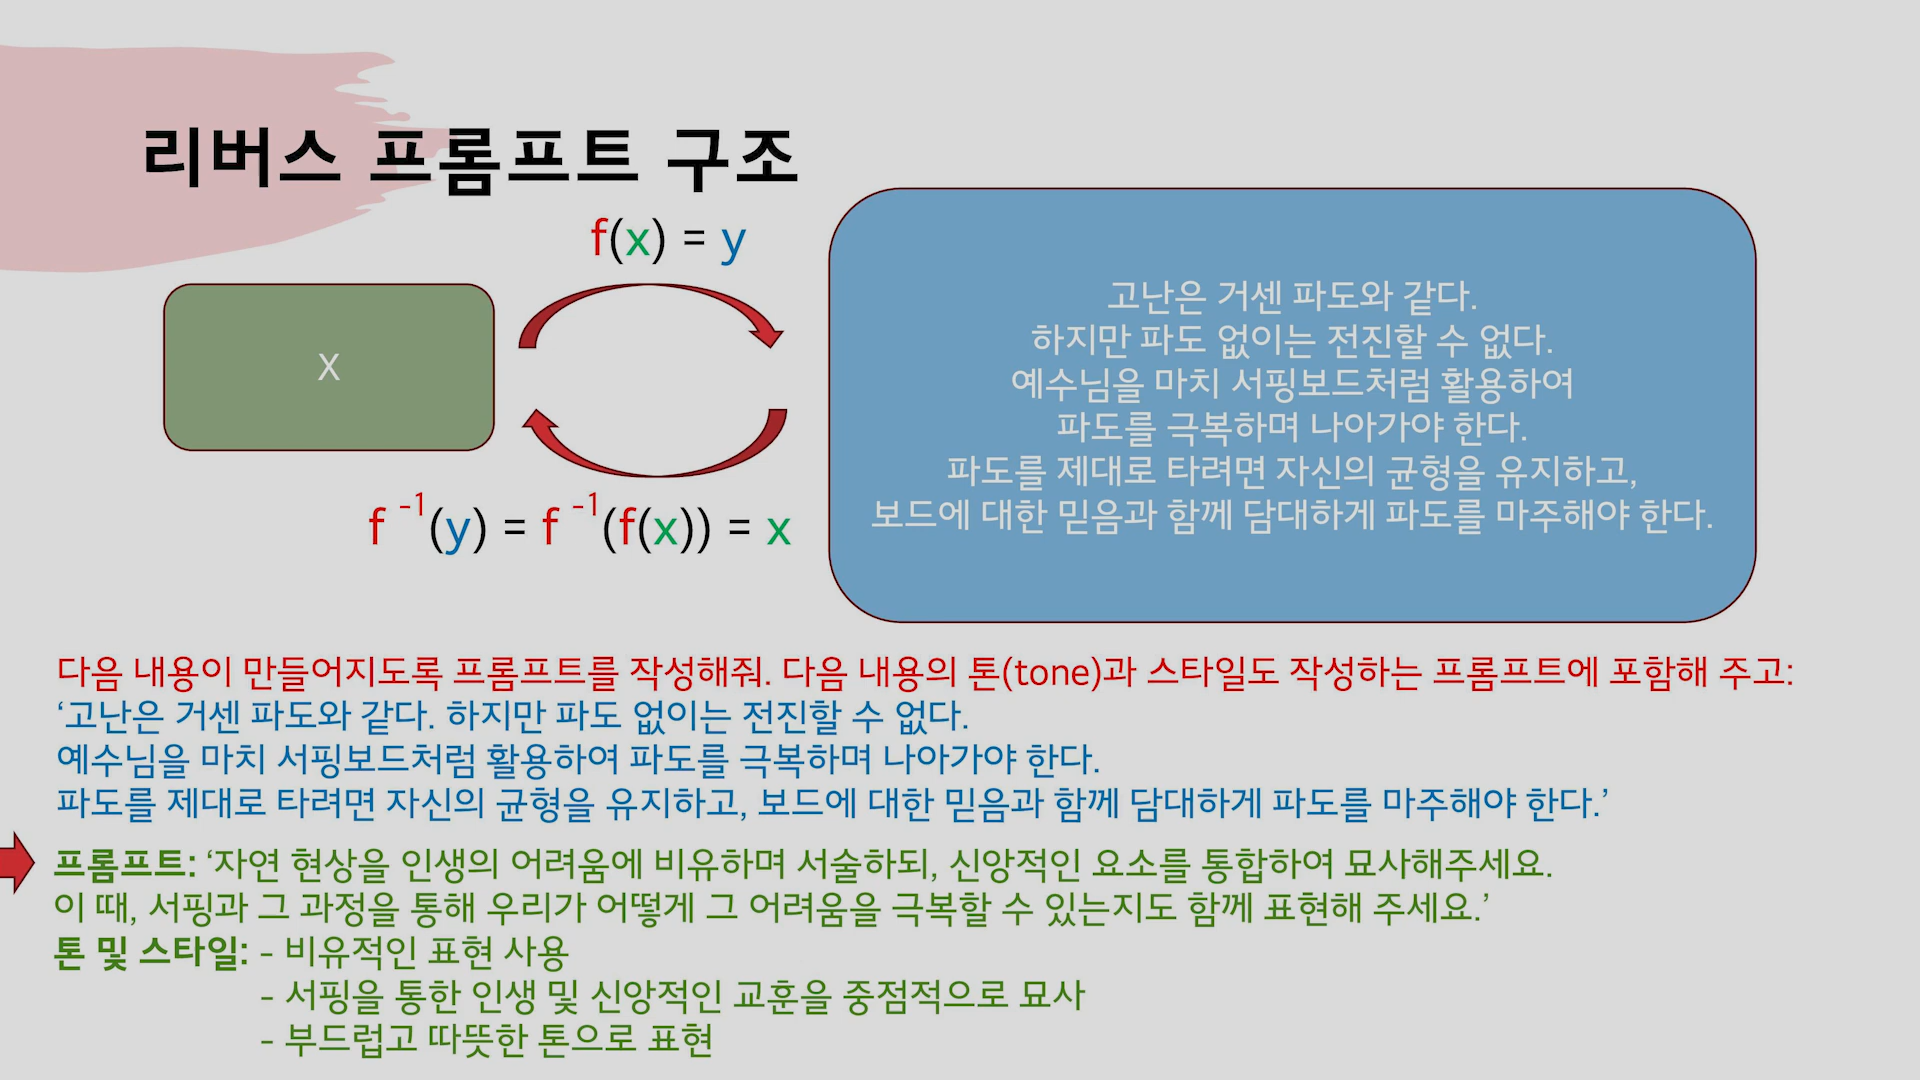 리버스 프롬프트 구조
f(x) = y
X
f -1(y) = f -1(f(x)) = x
고난은 거센 파도와 같다.
하지만 파도 없이는 전진할 수 없다.
예수님을 마치 서핑보드처럼 활용하여
파도를 극복하며 나아가야 한다.
파도를 제대로 타려면 자신의 균형을 유지하고,
보드에 대한 믿음과 함께 담대하게 파도를 마주해야 한다.
다음 내용이 만들어지도록 프롬프트를 작성해줘. 다음 내용의 톤(tone)과 스타일도 작성하는 프롬프트에 포함해 주고:
‘고난은 거센 파도와 같다. 하지만 파도 없이는 전진할 수 없다.
예수님을 마치 서핑보드처럼 활용하여 파도를 극복하며 나아가야 한다.
파도를 제대로 타려면 자신의 균형을 유지하고, 보드에 대한 믿음과 함께 담대하게 파도를 마주해야 한다.’
프롬프트: ‘자연 현상을 인생의 어려움에 비유하며 서술하되, 신앙적인 요소를 통합하여 묘사해주세요.
이 때, 서핑과 그 과정을 통해 우리가 어떻게 그 어려움을 극복할 수 있는지도 함께 표현해 주세요.’
톤 및 스타일: - 비유적인 표현 사용
- 서핑을 통한 인생 및 신앙적인 교훈을 중점적으로 묘사
- 부드럽고 따뜻한 톤으로 표현